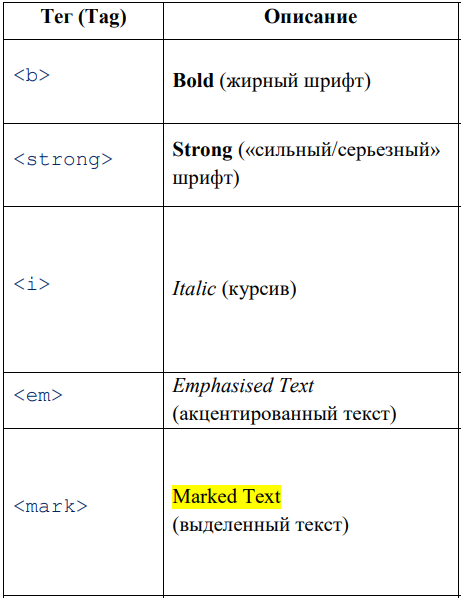 Тег (Tag) Описание
<b> Bold (жирный шрифт)
<strong> Strong («сильный/серьезный»
шрифт)
<i> Italic (курсив)
<em> Emphasised Text
(акцентированный текст)
<mark> Marked Text
(выделенный текст)